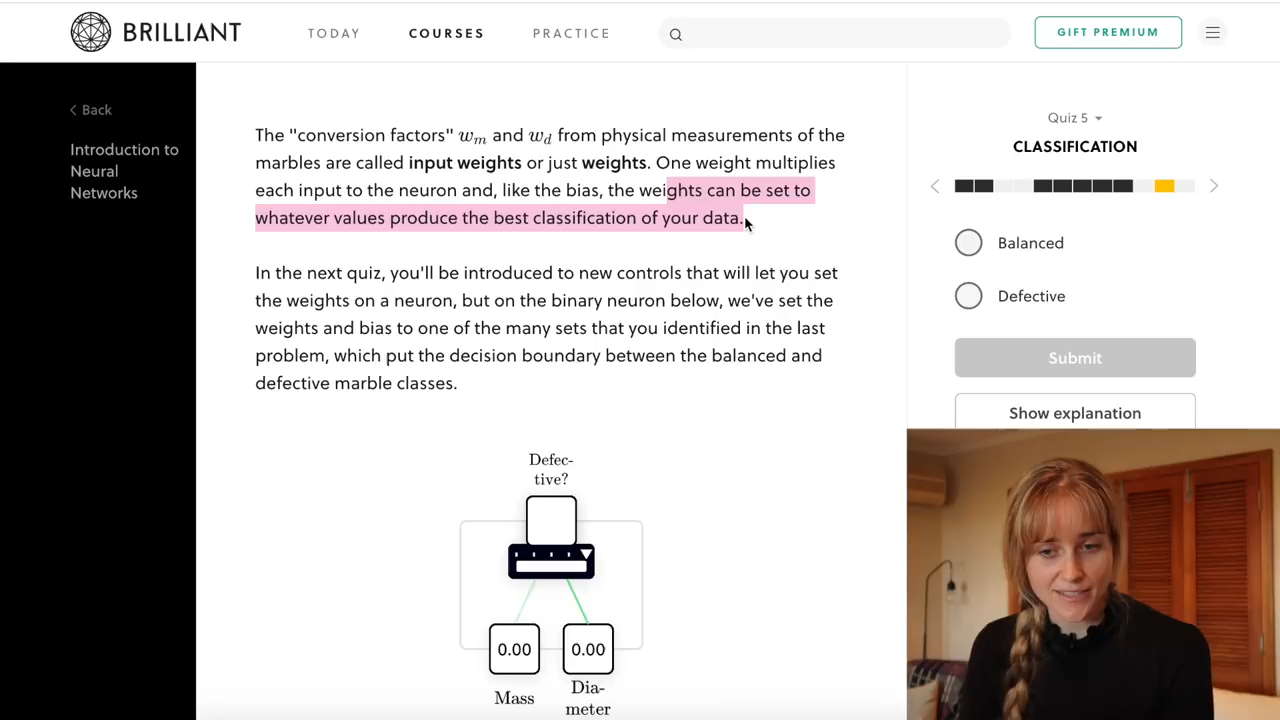 BRILLIANT
TODAY
COURSES
PRACTICE
GIFT PREMIUM
Back
Introduction to
Neural
Networks
The "conversion factors" wₘ and w_d from physical measurements of the
marbles are called input weights or just weights. One weight multiplies
each input to the neuron and, like the bias, the weights can be set to
whatever values produce the best classification of your data.
In the next quiz, you'll be introduced to new controls that will let you set
the weights on a neuron, but on the binary neuron below, we've set the
weights and bias to one of the many sets that you identified in the last
problem, which put the decision boundary between the balanced and
defective marble classes.
Defec-
tive?
0.00
0.00
Mass
Dia-
meter
Quiz 5
CLASSIFICATION
Balanced
Defective
Submit
Show explanation